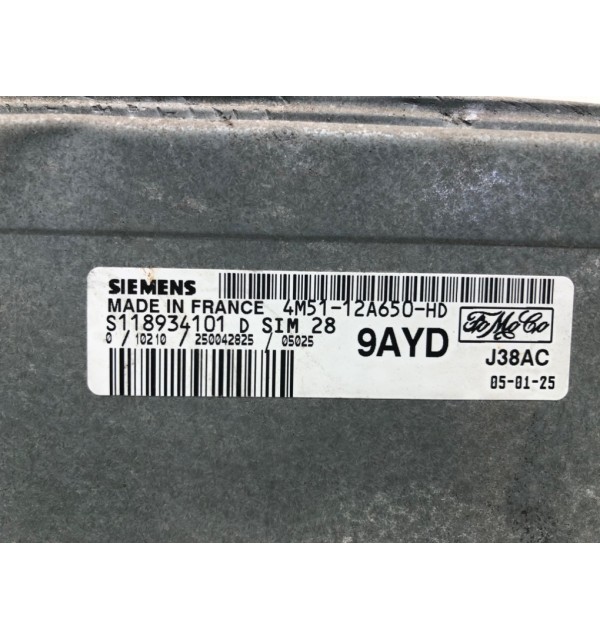 SIEMENS
MADE IN FRANCE 4M51-12A650-HD
S118934101 D SIM 28
0 / 10210 / 250042825 / 05025
9AYD
FoMoCo
J38AC
05-01-25